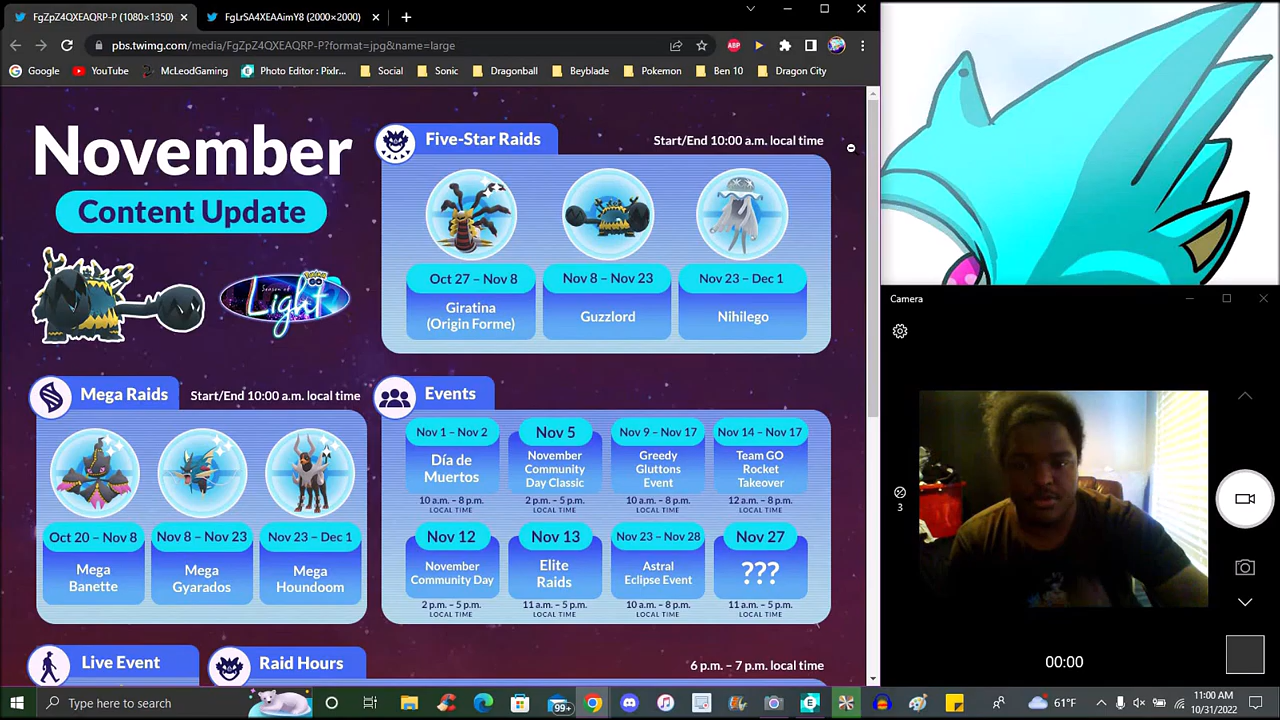 FgZpZ4QXEAQRP-P (1080×1350)
FgLrSA4XEAAimY8 (2000×2000)
pbs.twimg.com/media/FgZpZ4QXEAQRP-P?format=jpg&name=large
ABP
Google
YouTube
McLeodGaming
Photo Editor : Pixlr...
Social
Sonic
Dragonball
Beyblade
Pokemon
Ben 10
Dragon City
November
Content Update
Season of
Light
Five-Star Raids
Start/End 10:00 a.m. local time
Oct 27 – Nov 8
Giratina
(Origin Forme)
Nov 8 – Nov 23
Guzzlord
Nov 23 – Dec 1
Nihilego
Mega Raids
Start/End 10:00 a.m. local time
Oct 20 – Nov 8
Mega
Banette
Nov 8 – Nov 23
Mega
Gyarados
Nov 23 – Dec 1
Mega
Houndoom
Events
Nov 1 – Nov 2
Día de
Muertos
10 a.m. – 8 p.m.
LOCAL TIME
Nov 5
November
Community
Day Classic
2 p.m. – 5 p.m.
LOCAL TIME
Nov 9 – Nov 17
Greedy
Gluttons
Event
10 a.m. – 8 p.m.
LOCAL TIME
Nov 14 – Nov 17
Team GO
Rocket
Takeover
12 a.m. – 8 p.m.
LOCAL TIME
Nov 12
November
Community Day
2 p.m. – 5 p.m.
LOCAL TIME
Nov 13
Elite
Raids
11 a.m. – 5 p.m.
LOCAL TIME
Nov 23 – Nov 28
Astral
Eclipse Event
10 a.m. – 8 p.m.
LOCAL TIME
Nov 27
???
11 a.m. – 5 p.m.
LOCAL TIME
Live Event
Raid Hours
6 p.m. – 7 p.m. local time
Camera
3
00:00
Type here to search
99+
61°F
11:00 AM
10/31/2022